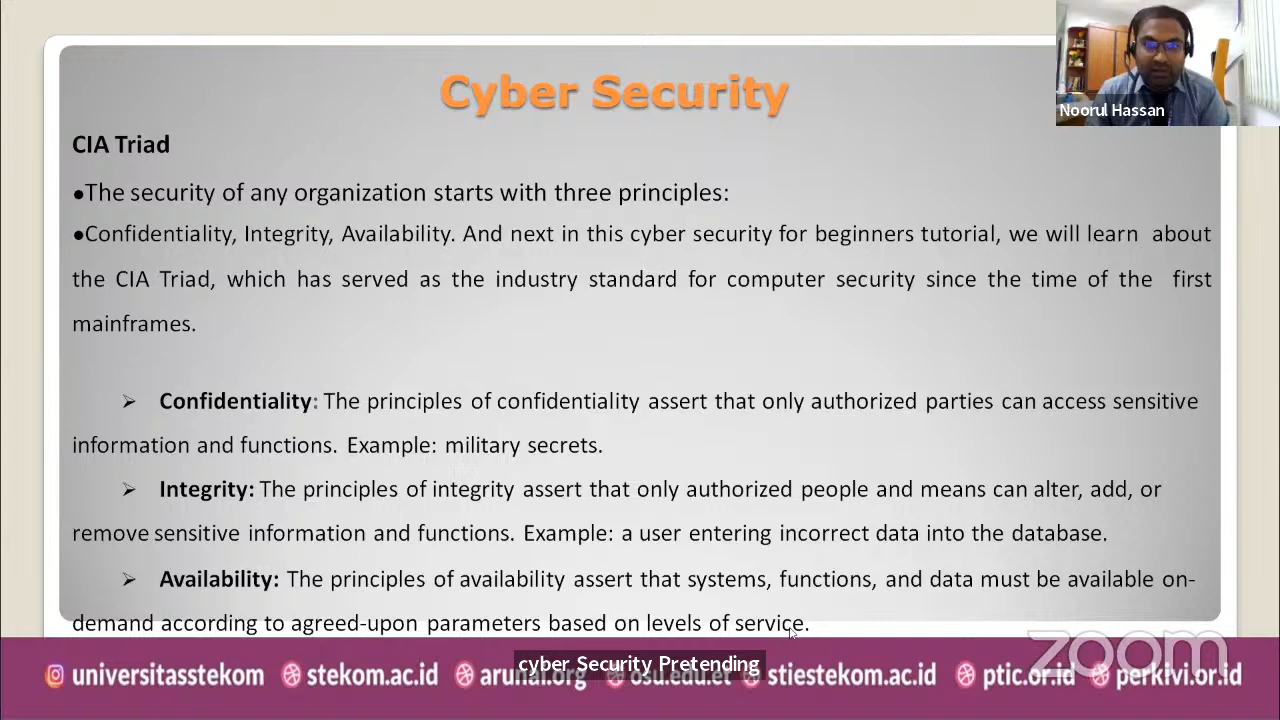 Cyber Security
Noorul Hassan
CIA Triad
●The security of any organization starts with three principles:
●Confidentiality, Integrity, Availability. And next in this cyber security for beginners tutorial, we will learn about
the CIA Triad, which has served as the industry standard for computer security since the time of the first
mainframes.
➢ Confidentiality: The principles of confidentiality assert that only authorized parties can access sensitive
information and functions. Example: military secrets.
➢ Integrity: The principles of integrity assert that only authorized people and means can alter, add, or
remove sensitive information and functions. Example: a user entering incorrect data into the database.
➢ Availability: The principles of availability assert that systems, functions, and data must be available on-
demand according to agreed-upon parameters based on levels of service.
zoom
cyber Security Pretending
universitasstekom stekom.ac.id arunai.org osu.edu.et stiestekom.ac.id ptic.or.id perkivi.or.id